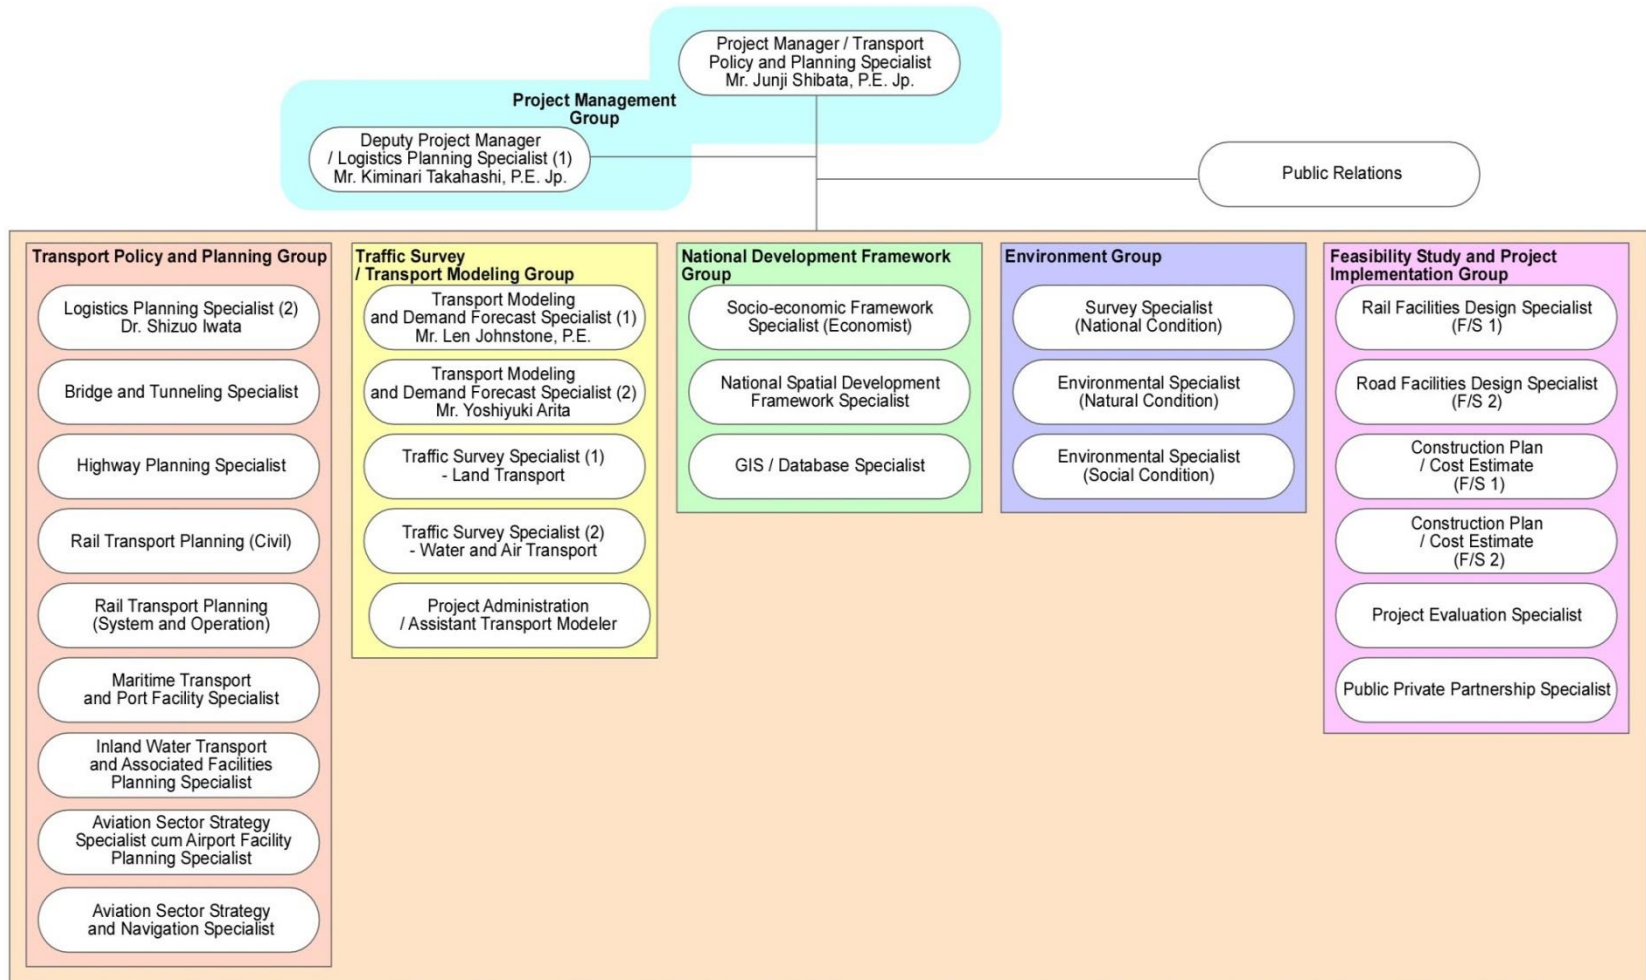 Project Manager / Transport
Policy and Planning Specialist
Mr. Junji Shibata, P.E. Jp.
Project Management
Group
Deputy Project Manager
/ Logistics Planning Specialist (1)
Mr. Kiminari Takahashi, P.E. Jp.
Public Relations
Transport Policy and Planning Group
Logistics Planning Specialist (2)
Dr. Shizuo Iwata
Bridge and Tunneling Specialist
Highway Planning Specialist
Rail Transport Planning (Civil)
Rail Transport Planning
(System and Operation)
Maritime Transport
and Port Facility Specialist
Inland Water Transport
and Associated Facilities
Planning Specialist
Aviation Sector Strategy
Specialist cum Airport Facility
Planning Specialist
Aviation Sector Strategy
and Navigation Specialist
Traffic Survey
/ Transport Modeling Group
Transport Modeling
and Demand Forecast Specialist (1)
Mr. Len Johnstone, P.E.
Transport Modeling
and Demand Forecast Specialist (2)
Mr. Yoshiyuki Arita
Traffic Survey Specialist (1)
- Land Transport
Traffic Survey Specialist (2)
- Water and Air Transport
Project Administration
/ Assistant Transport Modeler
National Development Framework
Group
Socio-economic Framework
Specialist (Economist)
National Spatial Development
Framework Specialist
GIS / Database Specialist
Environment Group
Survey Specialist
(National Condition)
Environmental Specialist
(Natural Condition)
Environmental Specialist
(Social Condition)
Feasibility Study and Project
Implementation Group
Rail Facilities Design Specialist
(F/S 1)
Road Facilities Design Specialist
(F/S 2)
Construction Plan
/ Cost Estimate
(F/S 1)
Construction Plan
/ Cost Estimate
(F/S 2)
Project Evaluation Specialist
Public Private Partnership Specialist